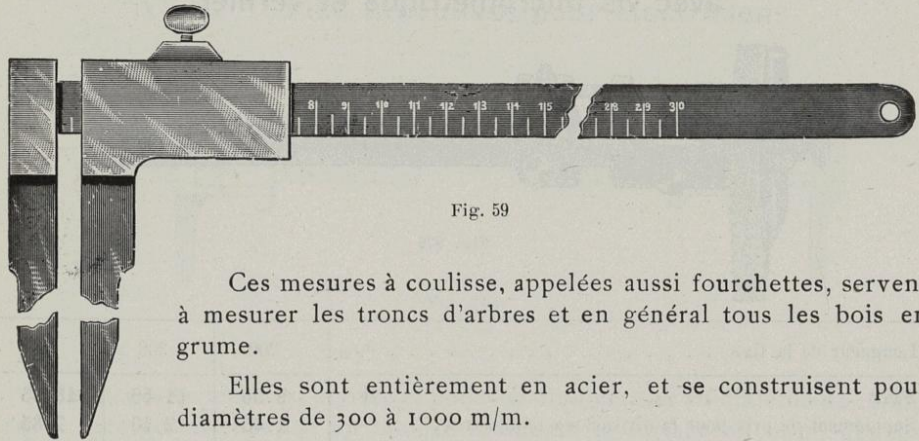 8 9 10 11 12 13 14 15 28 29 30
Fig. 59
Ces mesures à coulisse, appelées aussi fourchettes, serven
à mesurer les troncs d'arbres et en général tous les bois en
grume.
Elles sont entièrement en acier, et se construisent pou
diamètres de 300 à 1000 m/m.